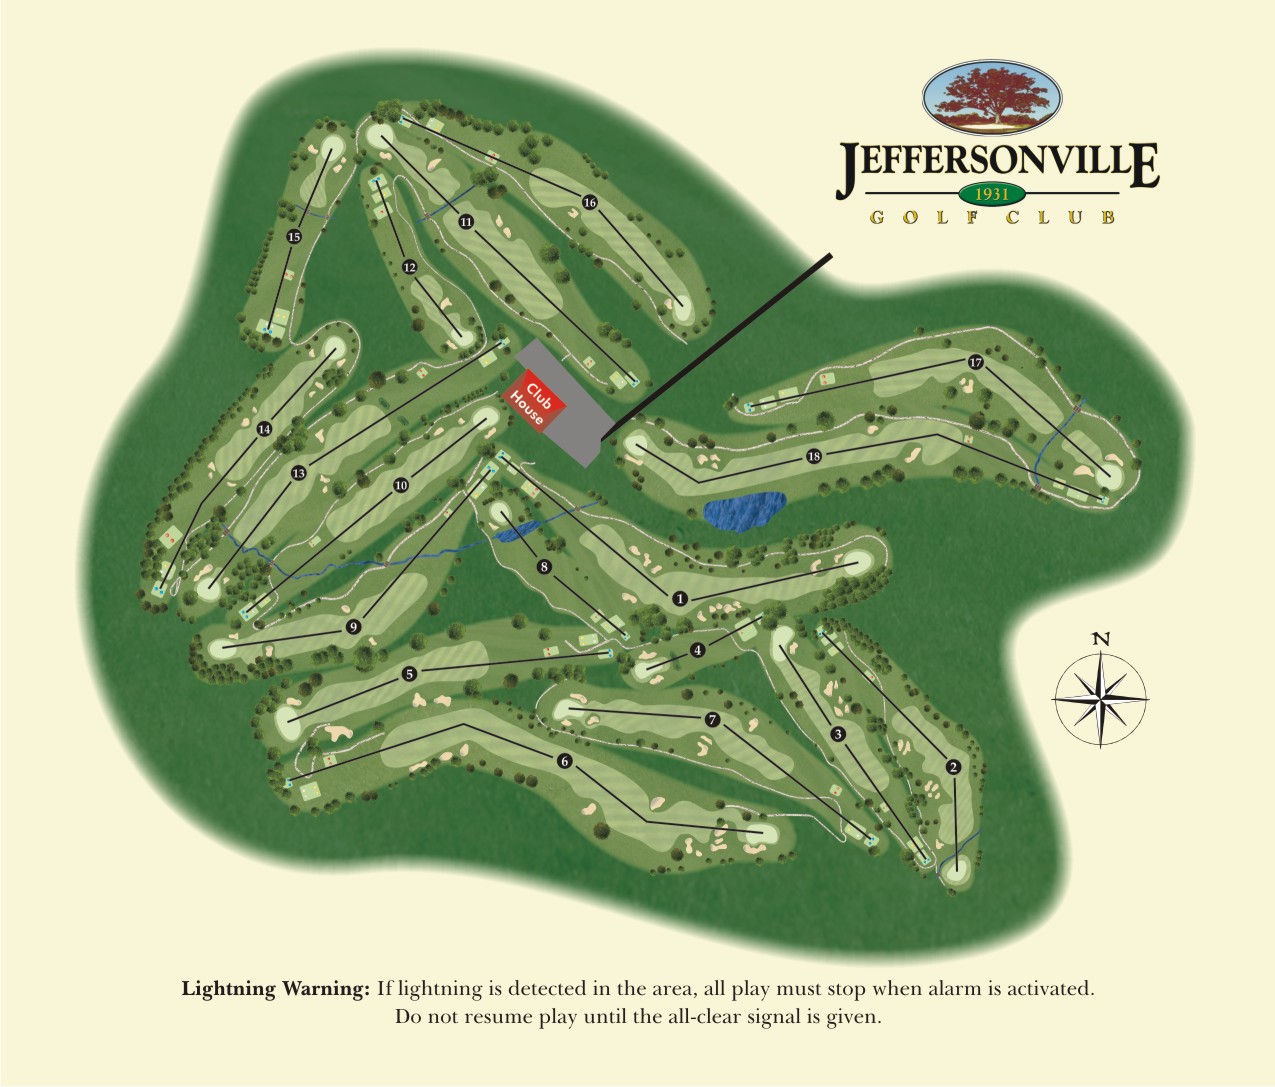 JEFFERSONVILLE
1931
GOLF CLUB
16
15
11
12
17
Club
House
14
18
13
10
8
1
9
4
5
7
3
6
2
N
Lightning Warning: If lightning is detected in the area, all play must stop when alarm is activated.
Do not resume play until the all-clear signal is given.